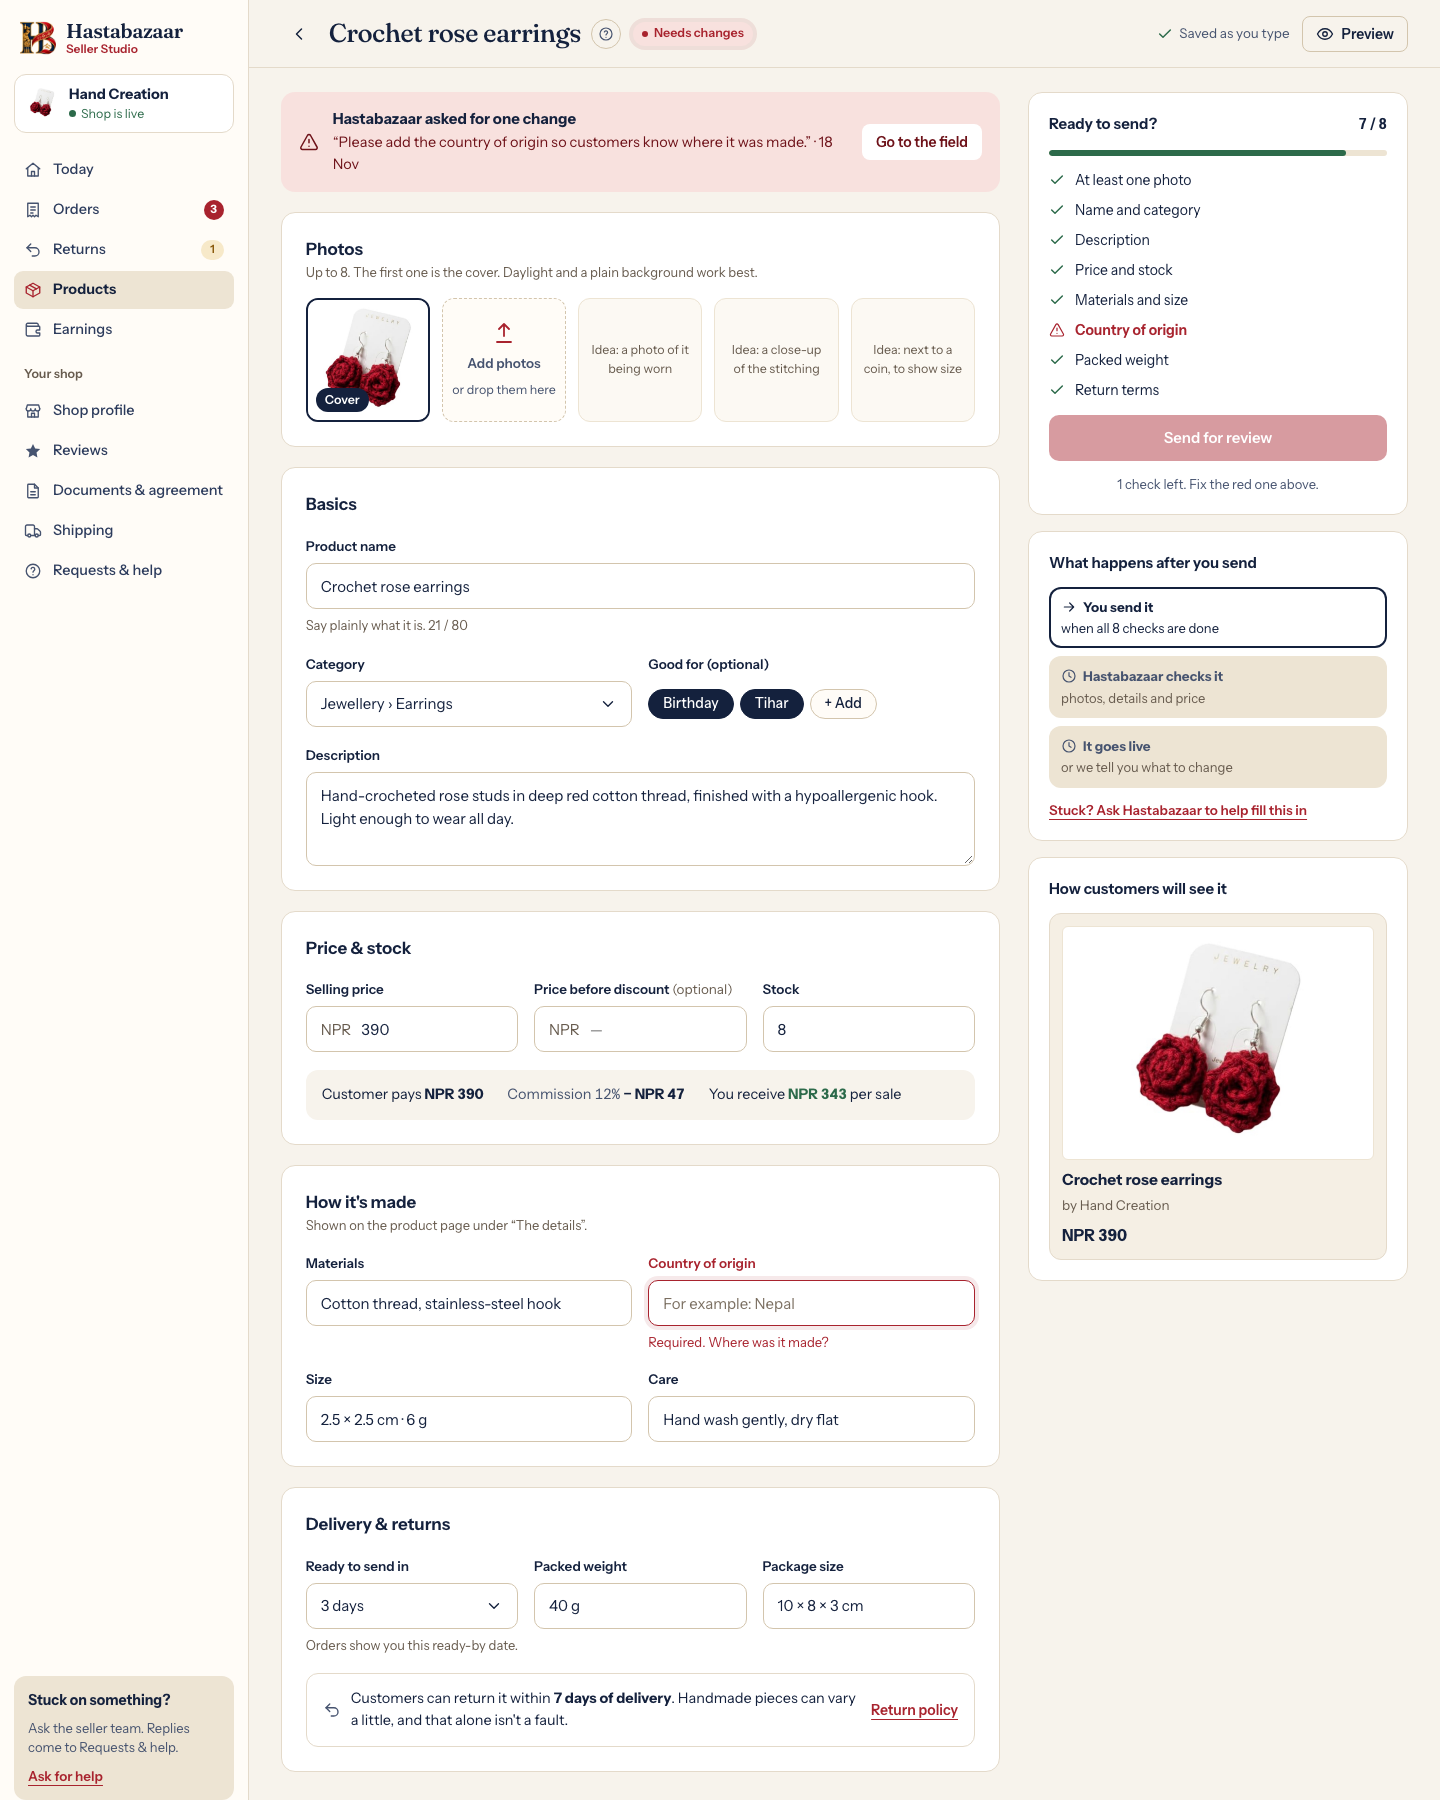 Hastabazaar
Seller Studio
Hand Creation
Shop is live
Today
Orders
3
Returns
1
Products
Earnings
Your shop
Shop profile
Reviews
Documents & agreement
Shipping
Requests & help
Stuck on something?
Ask the seller team. Replies
come to Requests & help.
Ask for help
Crochet rose earrings
Needs changes
Saved as you type
Preview
Hastabazaar asked for one change
“Please add the country of origin so customers know where it was made.” · 18
Nov
Go to the field
Photos
Up to 8. The first one is the cover. Daylight and a plain background work best.
JEWELRY
Cover
Add photos
or drop them here
Idea: a photo of it
being worn
Idea: a close-up
of the stitching
Idea: next to a
coin, to show size
Basics
Product name
Crochet rose earrings
Say plainly what it is. 21 / 80
Category
Jewellery › Earrings
Good for (optional)
Birthday
Tihar
+ Add
Description
Hand-crocheted rose studs in deep red cotton thread, finished with a hypoallergenic hook.
Light enough to wear all day.
Price & stock
Selling price
NPR 390
Price before discount (optional)
NPR —
Stock
8
Customer pays NPR 390
Commission 12% − NPR 47
You receive NPR 343 per sale
How it's made
Shown on the product page under “The details”.
Materials
Cotton thread, stainless-steel hook
Country of origin
For example: Nepal
Required. Where was it made?
Size
2.5 × 2.5 cm · 6 g
Care
Hand wash gently, dry flat
Delivery & returns
Ready to send in
3 days
Orders show you this ready-by date.
Packed weight
40 g
Package size
10 × 8 × 3 cm
Customers can return it within 7 days of delivery. Handmade pieces can vary
a little, and that alone isn't a fault.
Return policy
Ready to send?
7 / 8
At least one photo
Name and category
Description
Price and stock
Materials and size
Country of origin
Packed weight
Return terms
Send for review
1 check left. Fix the red one above.
What happens after you send
You send it
when all 8 checks are done
Hastabazaar checks it
photos, details and price
It goes live
or we tell you what to change
Stuck? Ask Hastabazaar to help fill this in
How customers will see it
JEWELRY
Crochet rose earrings
by Hand Creation
NPR 390